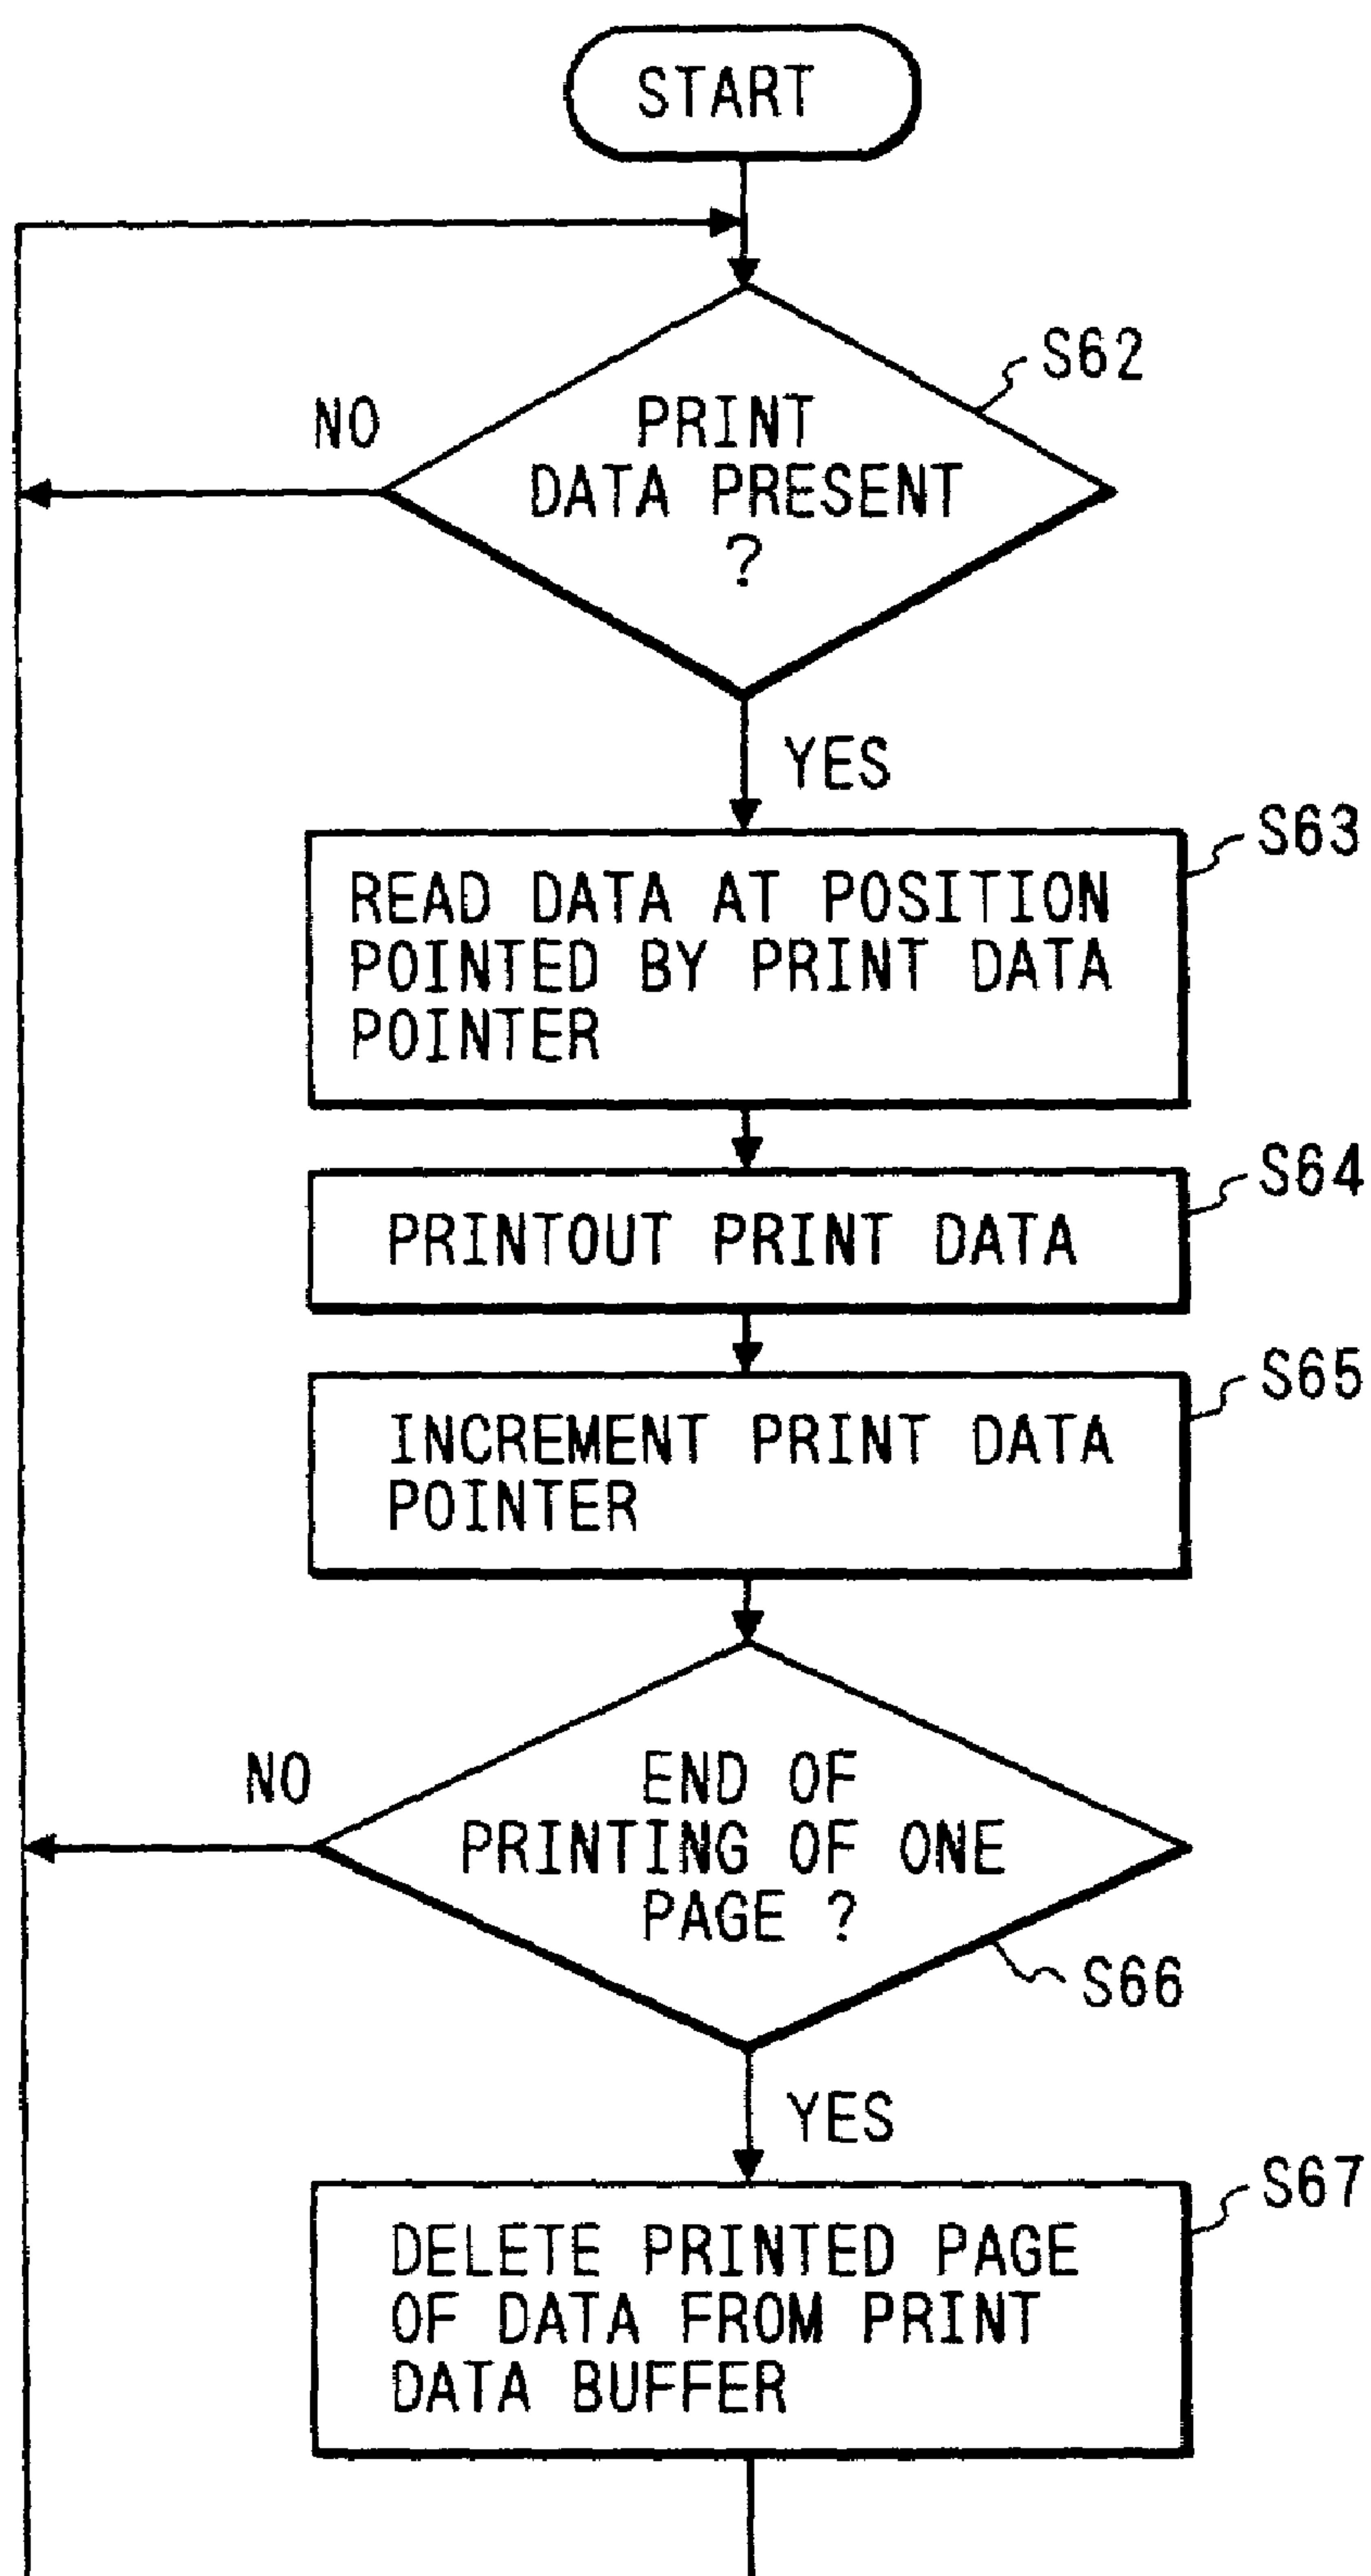 START
S62
NO
PRINT
DATA PRESENT
?
YES
S63
READ DATA AT POSITION
POINTED BY PRINT DATA
POINTER
S64
PRINTOUT PRINT DATA
S65
INCREMENT PRINT DATA
POINTER
NO
END OF
PRINTING OF ONE
PAGE ?
S66
YES
S67
DELETE PRINTED PAGE
OF DATA FROM PRINT
DATA BUFFER